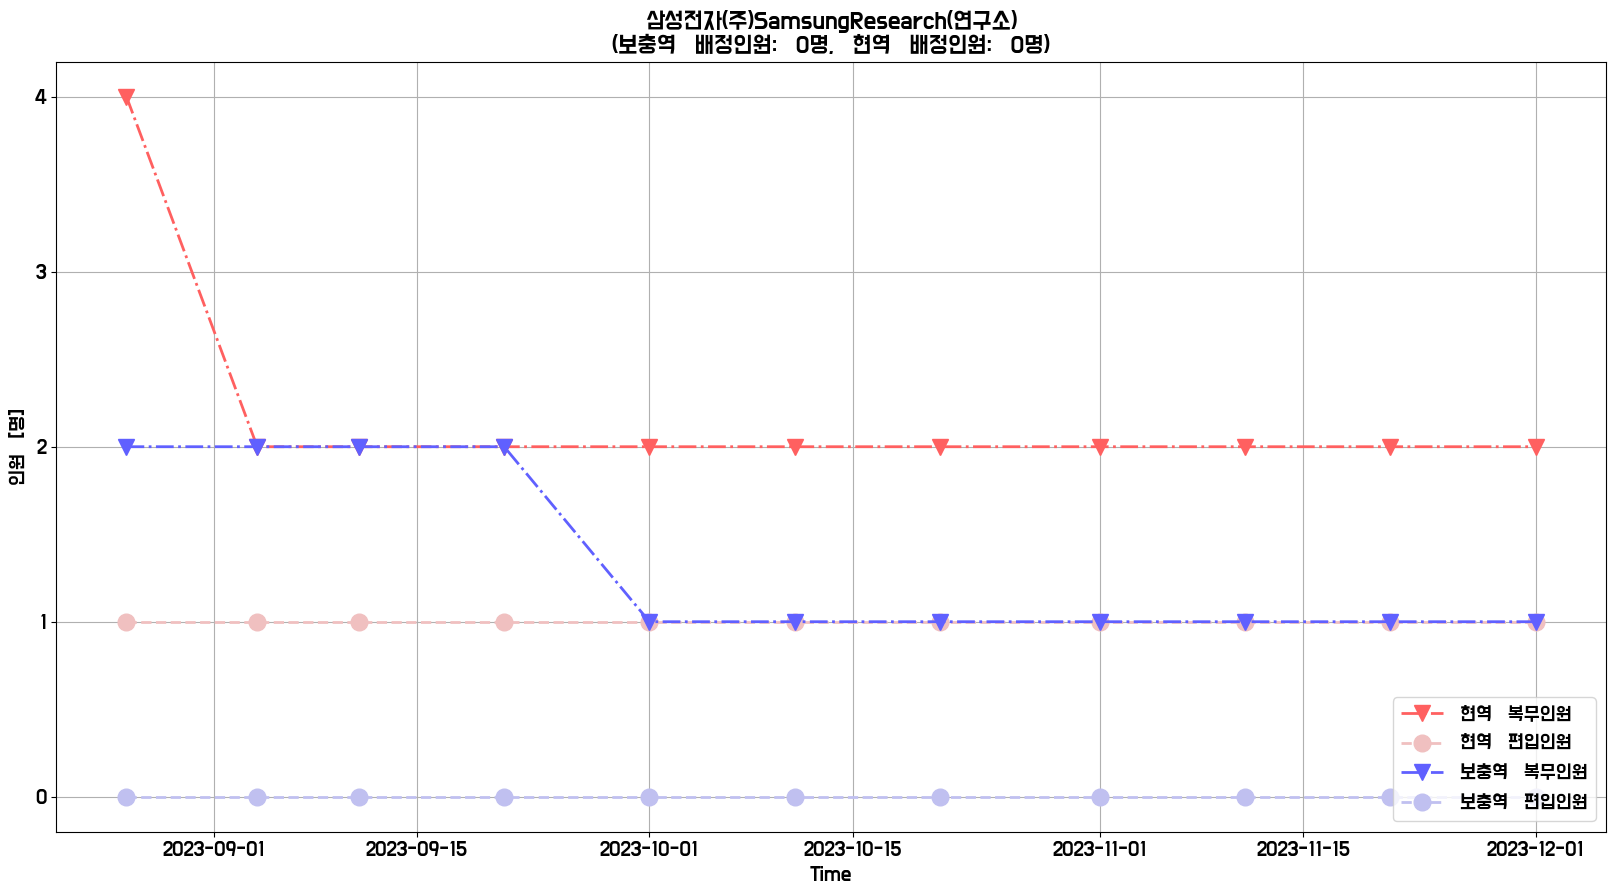 삼성전자(주)SamsungResearch(연구소)
(보충역 배정인원: 0명, 현역 배정인원: 0명)
인원 [명]
4
3
2
1
0
현역 복무인원
현역 편입인원
보충역 복무인원
보충역 편입인원
2023-09-01 2023-09-15 2023-10-01 2023-10-15 2023-11-01 2023-11-15 2023-12-01
Time